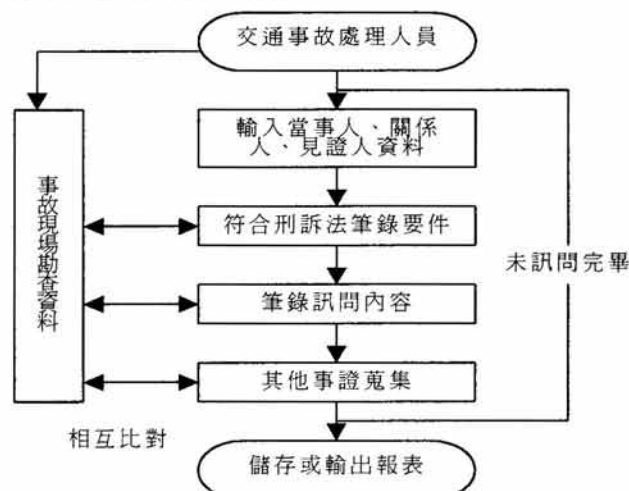 交通事故處理人員
輸入當事人、關係
人、見證人資料
事故現場勘查資料
符合刑訴法筆錄要件
未訊問完畢
筆錄訊問內容
其他事證蒐集
相互比對
儲存或輸出報表